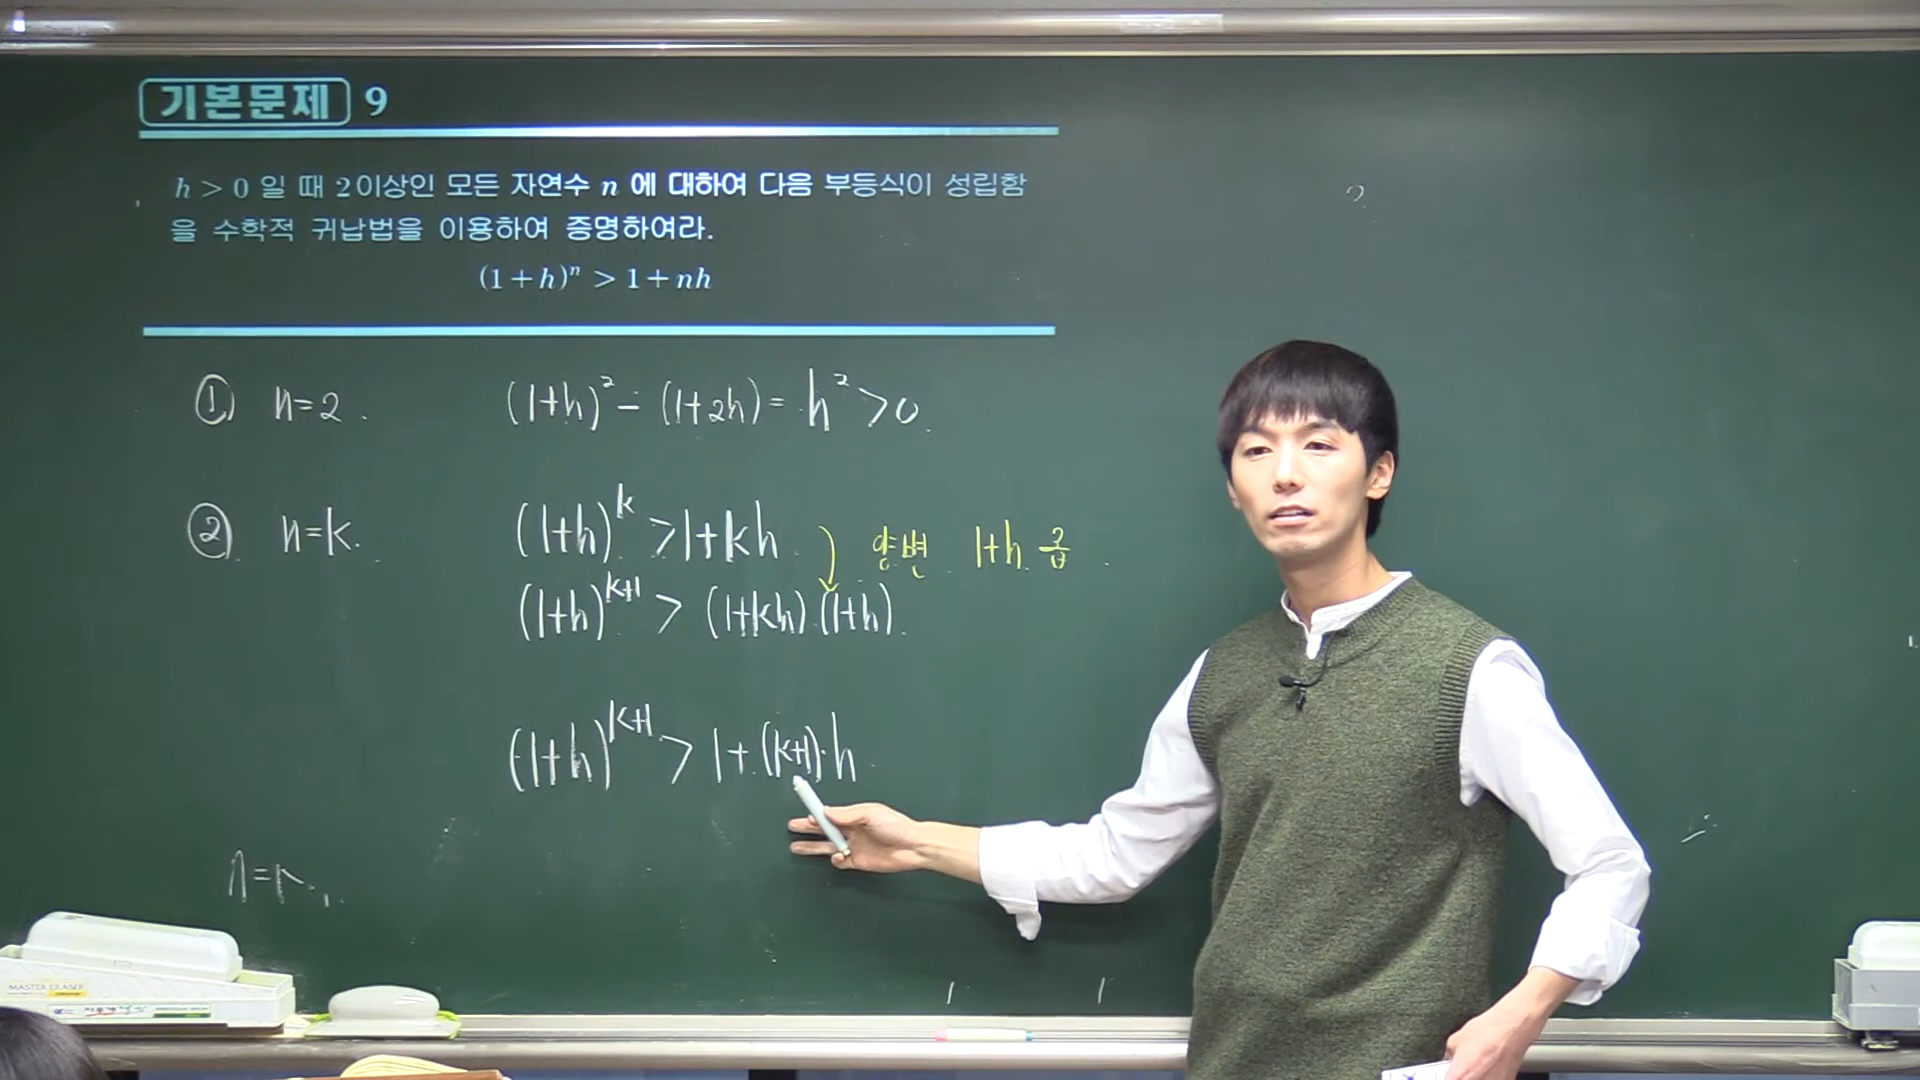 기본문제 9
h > 0 일 때 2 이상인 모든 자연수 n 에 대하여 다음 부등식이 성립함
을 수학적 귀납법을 이용하여 증명하여라.
(1+h)ⁿ > 1+nh
① n=2.
(1+h)² - (1+2h) = h² > 0.
② n=k.
(1+h)^k > 1+kh
양변 1+h 곱.
(1+h)^{k+1} > (1+kh)(1+h).
(1+h)^{k+1} > 1+(k+1)·h
MASTER ERASER